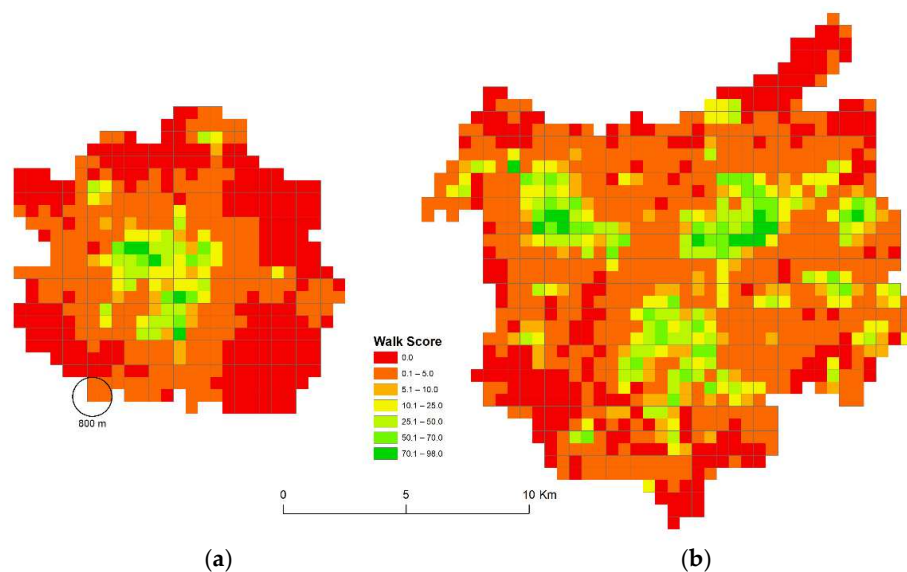 Walk Score
0.0
0.1 – 5.0
5.1 – 10.0
10.1 – 25.0
25.1 – 50.0
50.1 – 70.0
70.1 – 98.0
800 m
0 5 10 Km
(a) (b)